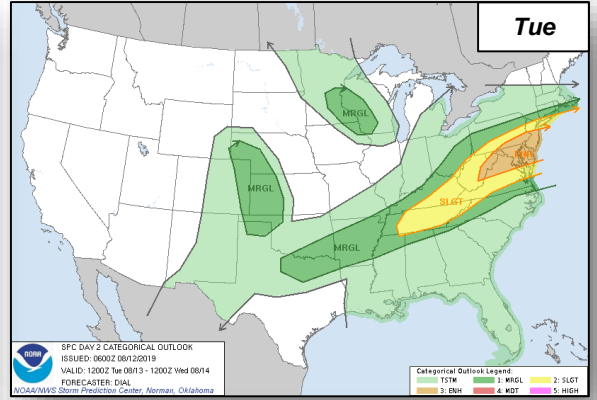 Tue
MRGL
MRGL
SLGT
MRGL
NOAA
SPC DAY 2 CATEGORICAL OUTLOOK
ISSUED: 0600Z 08/12/2019
VALID: 1200Z Tue 08/13 - 1200Z Wed 08/14
FORECASTER: DIAL
NOAA/NWS Storm Prediction Center, Norman, Oklahoma
Categorical Outlook Legend:
TSTM 1: MRGL 2: SLGT
3: ENH 4: MDT 5: HIGH